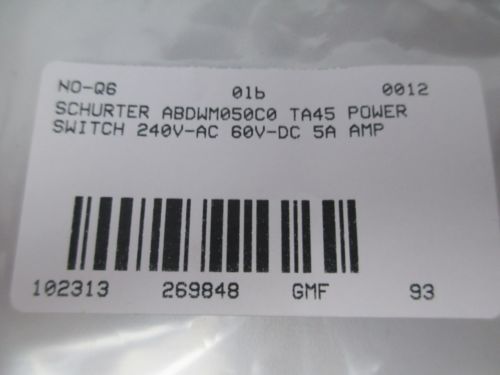 NO-Q6 01b 0012
SCHURTER ABDWM050C0 TA45 POWER
SWITCH 240V-AC 60V-DC 5A AMP
102313 269848 GMF 93